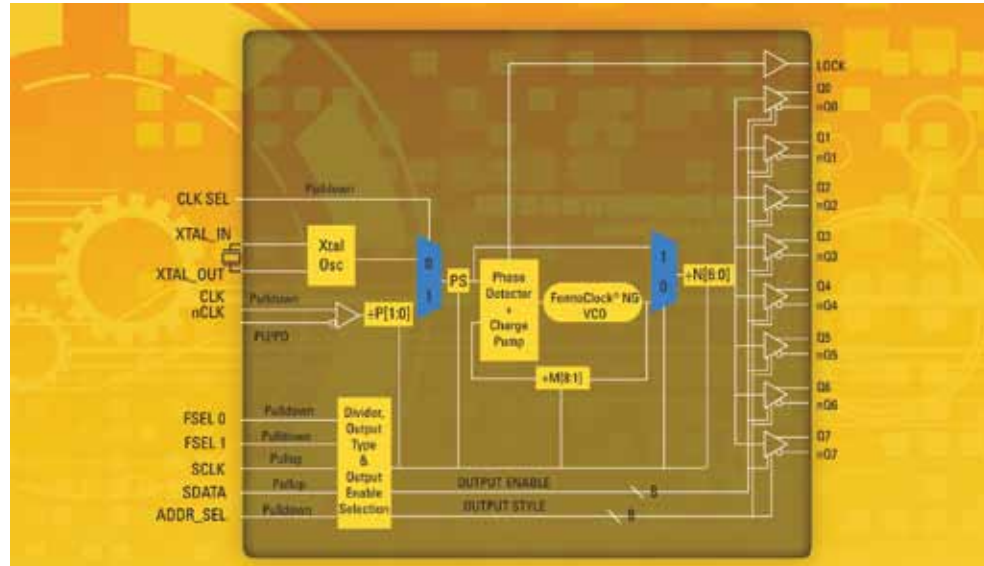 LOCK
Q0
nQ0
Q1
nQ1
Q2
nQ2
Q3
nQ3
Q4
nQ4
Q5
nQ5
Q6
nQ6
Q7
nQ7
CLK SEL
Pulldown
XTAL_IN
XTAL_OUT
Xtal
Osc
CLK
Pulldown
nCLK
PU/PD
÷P[1:0]
0
1
PS
Phase
Detector
+
Charge
Pump
FemtoClock® NG
VCO
÷M[8:1]
1
0
÷N[6:0]
FSEL 0
Pulldown
FSEL 1
Pulldown
SCLK
Pullup
SDATA
Pullup
ADDR_SEL
Pulldown
Divider,
Output
Type
&
Output
Enable
Selection
OUTPUT ENABLE
8
OUTPUT STYLE
8